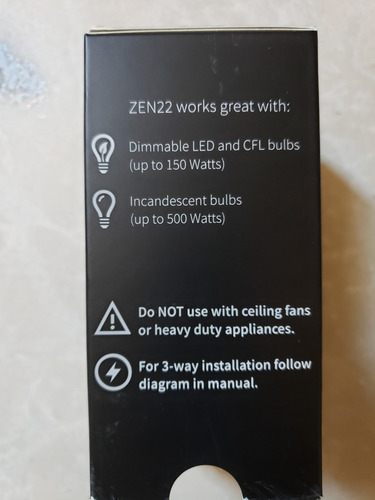 ZEN22 works great with:
Dimmable LED and CFL bulbs
(up to 150 Watts)
Incandescent bulbs
(up to 500 Watts)
Do NOT use with ceiling fans
or heavy duty appliances.
For 3-way installation follow
diagram in manual.